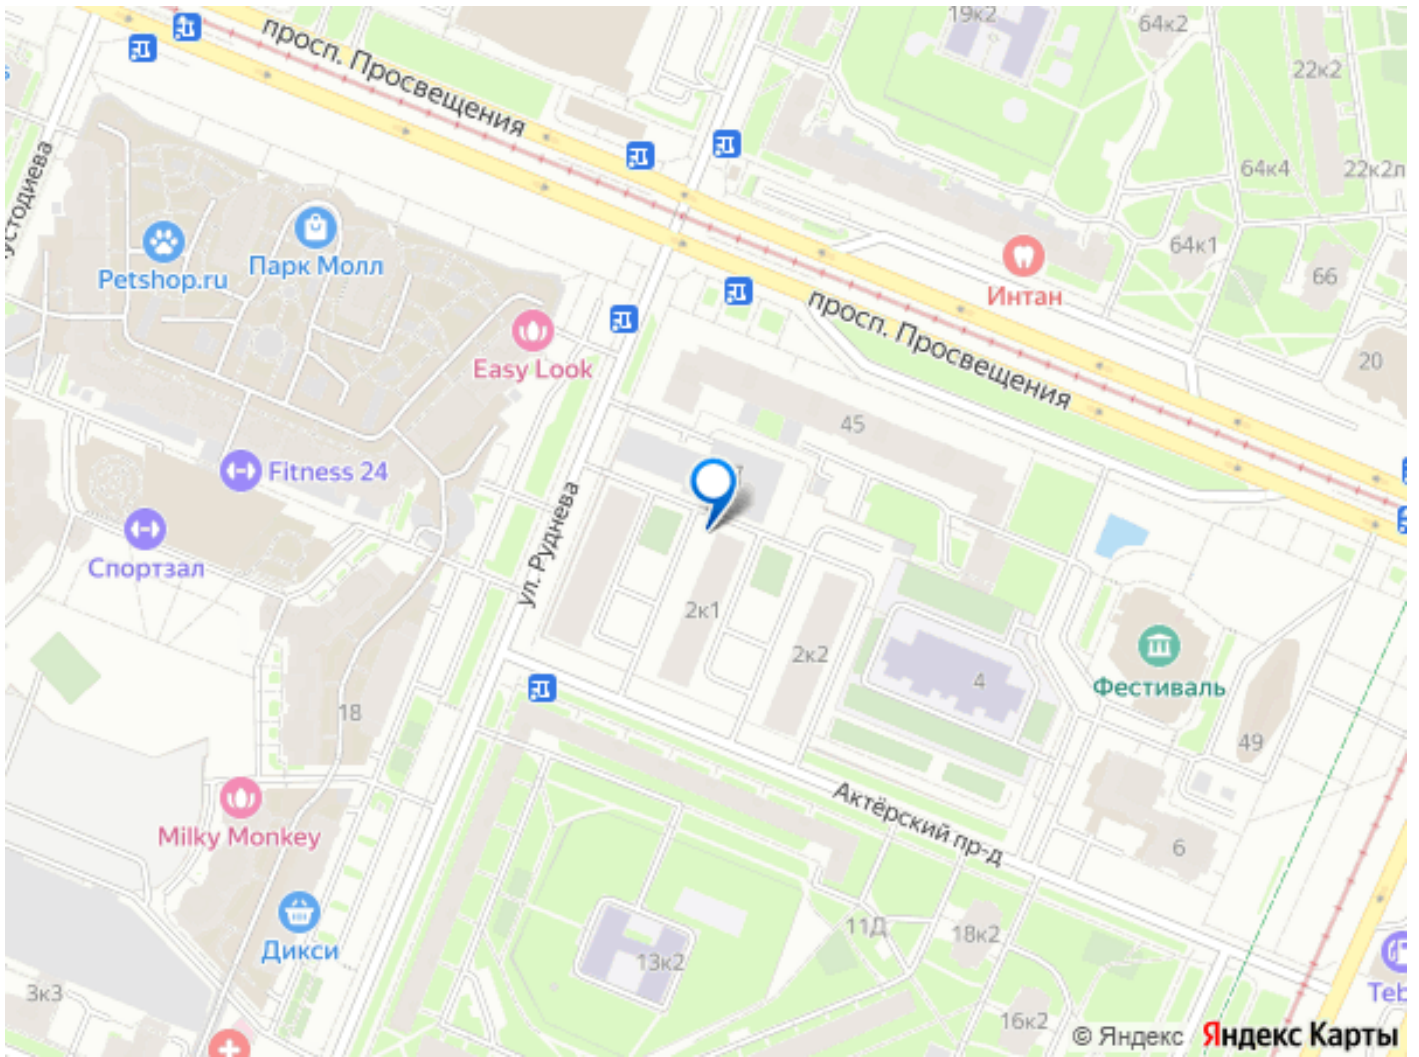 19к2
64к2
просп. Просвещения
22к2
64к4
22к2л
устодиева
64к1
66
Petshop.ru
Парк Молл
Интан
просп. Просвещения
Easy Look
20
45
Fitness 24
7
ул. Руднева
Спортзал
2к1
2к2
4
Фестиваль
18
49
Актёрский пр-д
Milky Monkey
6
11Д
18к2
Дикси
13к2
3к3
Teb
16к2
© Яндекс Яндекс Карты